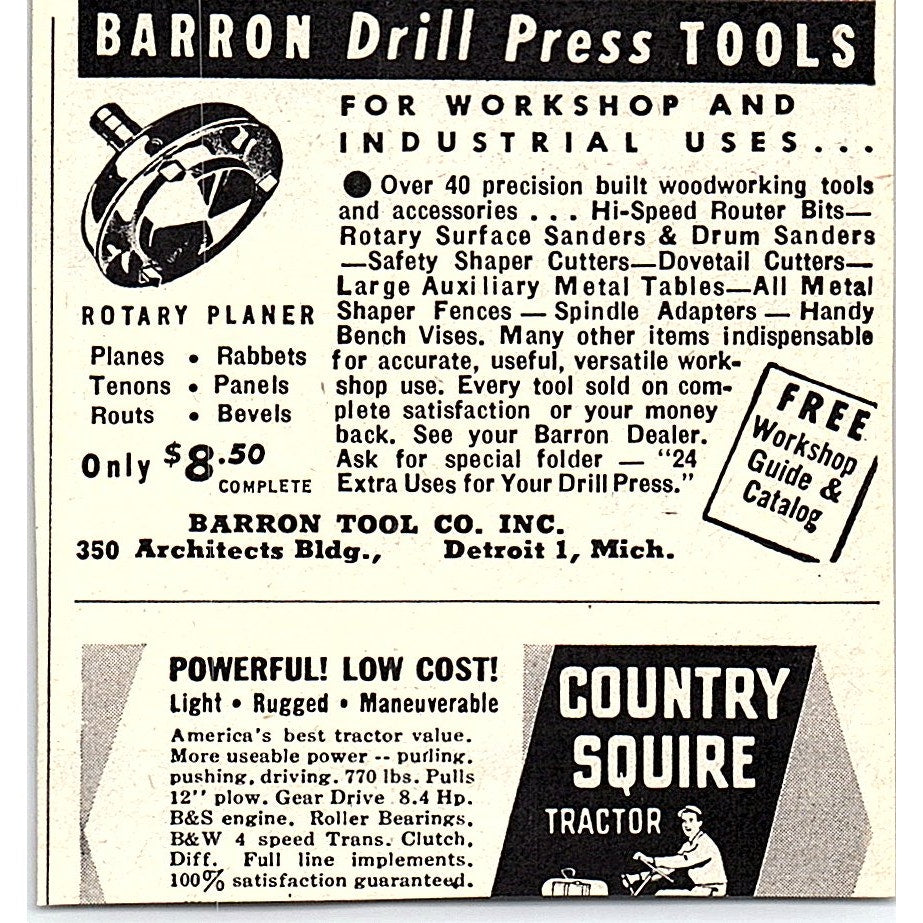 BARRON Drill Press TOOLS
FOR WORKSHOP AND
INDUSTRIAL USES...
● Over 40 precision built woodworking tools
and accessories . . . Hi-Speed Router Bits—
Rotary Surface Sanders & Drum Sanders
—Safety Shaper Cutters—Dovetail Cutters—
Large Auxiliary Metal Tables—All Metal
Shaper Fences — Spindle Adapters — Handy
Bench Vises. Many other items indispensable
for accurate, useful, versatile work-
shop use. Every tool sold on com-
plete satisfaction or your money
back. See your Barron Dealer.
Ask for special folder — "24
Extra Uses for Your Drill Press."
ROTARY PLANER
Planes • Rabbets
Tenons • Panels
Routs • Bevels
Only $8.50
COMPLETE
FREE
Workshop
Guide &
Catalog
BARRON TOOL CO. INC.
350 Architects Bldg., Detroit 1, Mich.
POWERFUL! LOW COST!
Light • Rugged • Maneuverable
America's best tractor value.
More useable power -- pulling,
pushing, driving. 770 lbs. Pulls
12" plow. Gear Drive 8.4 Hp.
B&S engine. Roller Bearings.
B&W 4 speed Trans. Clutch,
Diff. Full line implements.
100% satisfaction guaranteed.
COUNTRY
SQUIRE
TRACTOR